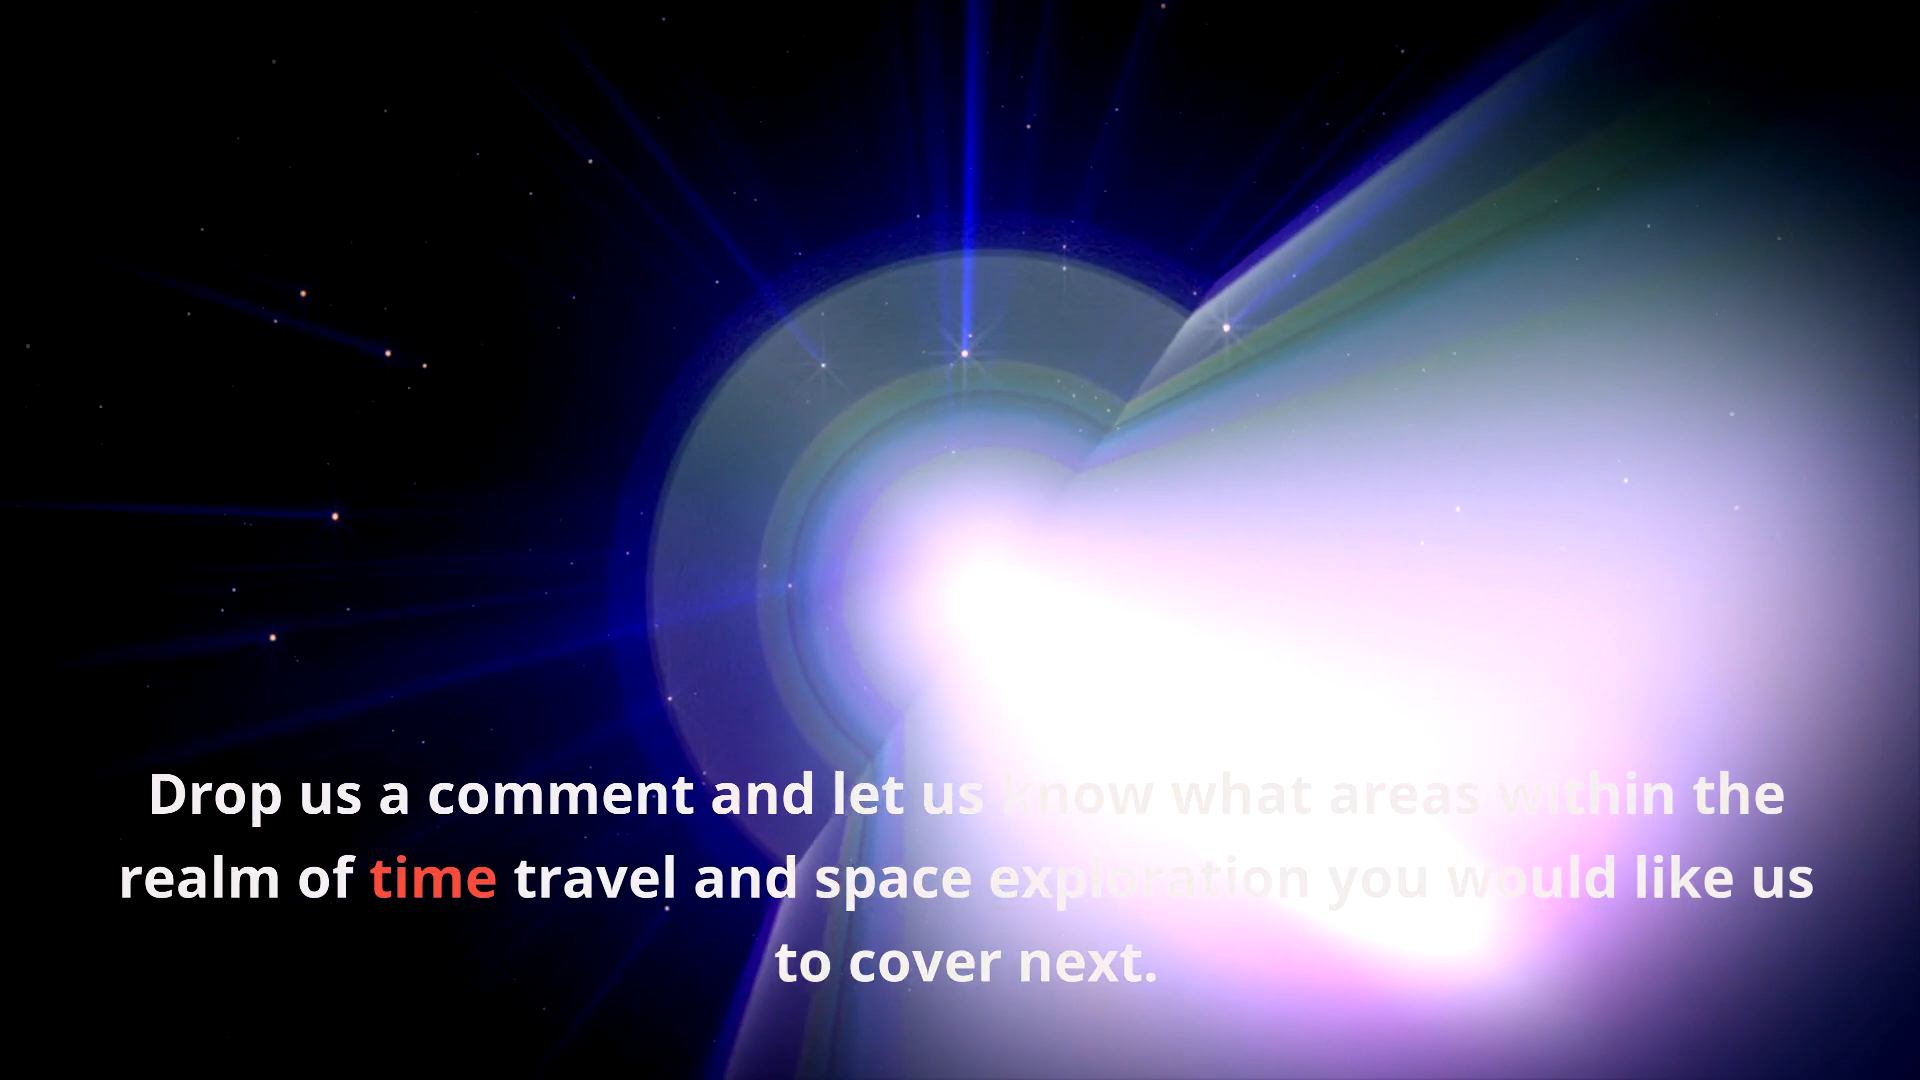 Drop us a comment and let us know what areas within the
realm of time travel and space exploration you would like us
to cover next.